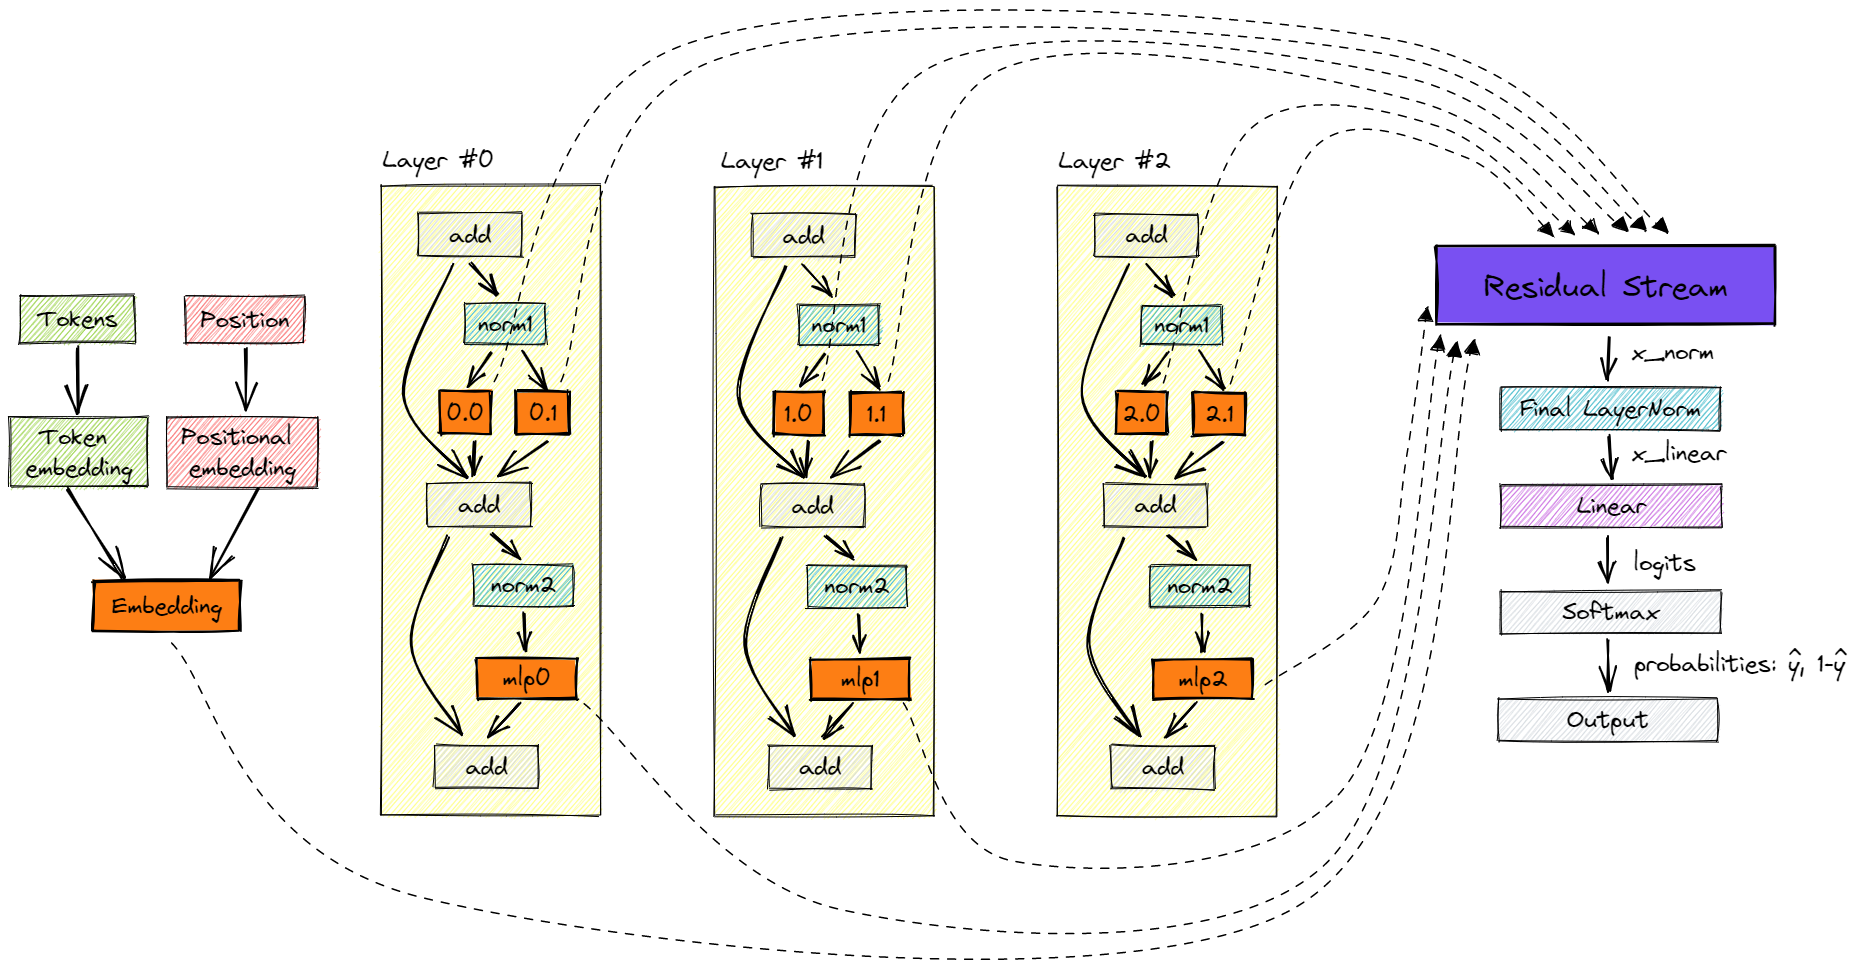 Tokens
Position
Token
embedding
Positional
embedding
Embedding
Layer #0
add
norm1
0.0
0.1
add
norm2
mlp0
add
Layer #1
add
norm1
1.0
1.1
add
norm2
mlp1
add
Layer #2
add
norm1
2.0
2.1
add
norm2
mlp2
add
Residual Stream
x_norm
Final LayerNorm
x_linear
Linear
logits
Softmax
probabilities: ŷ, 1-ŷ
Output